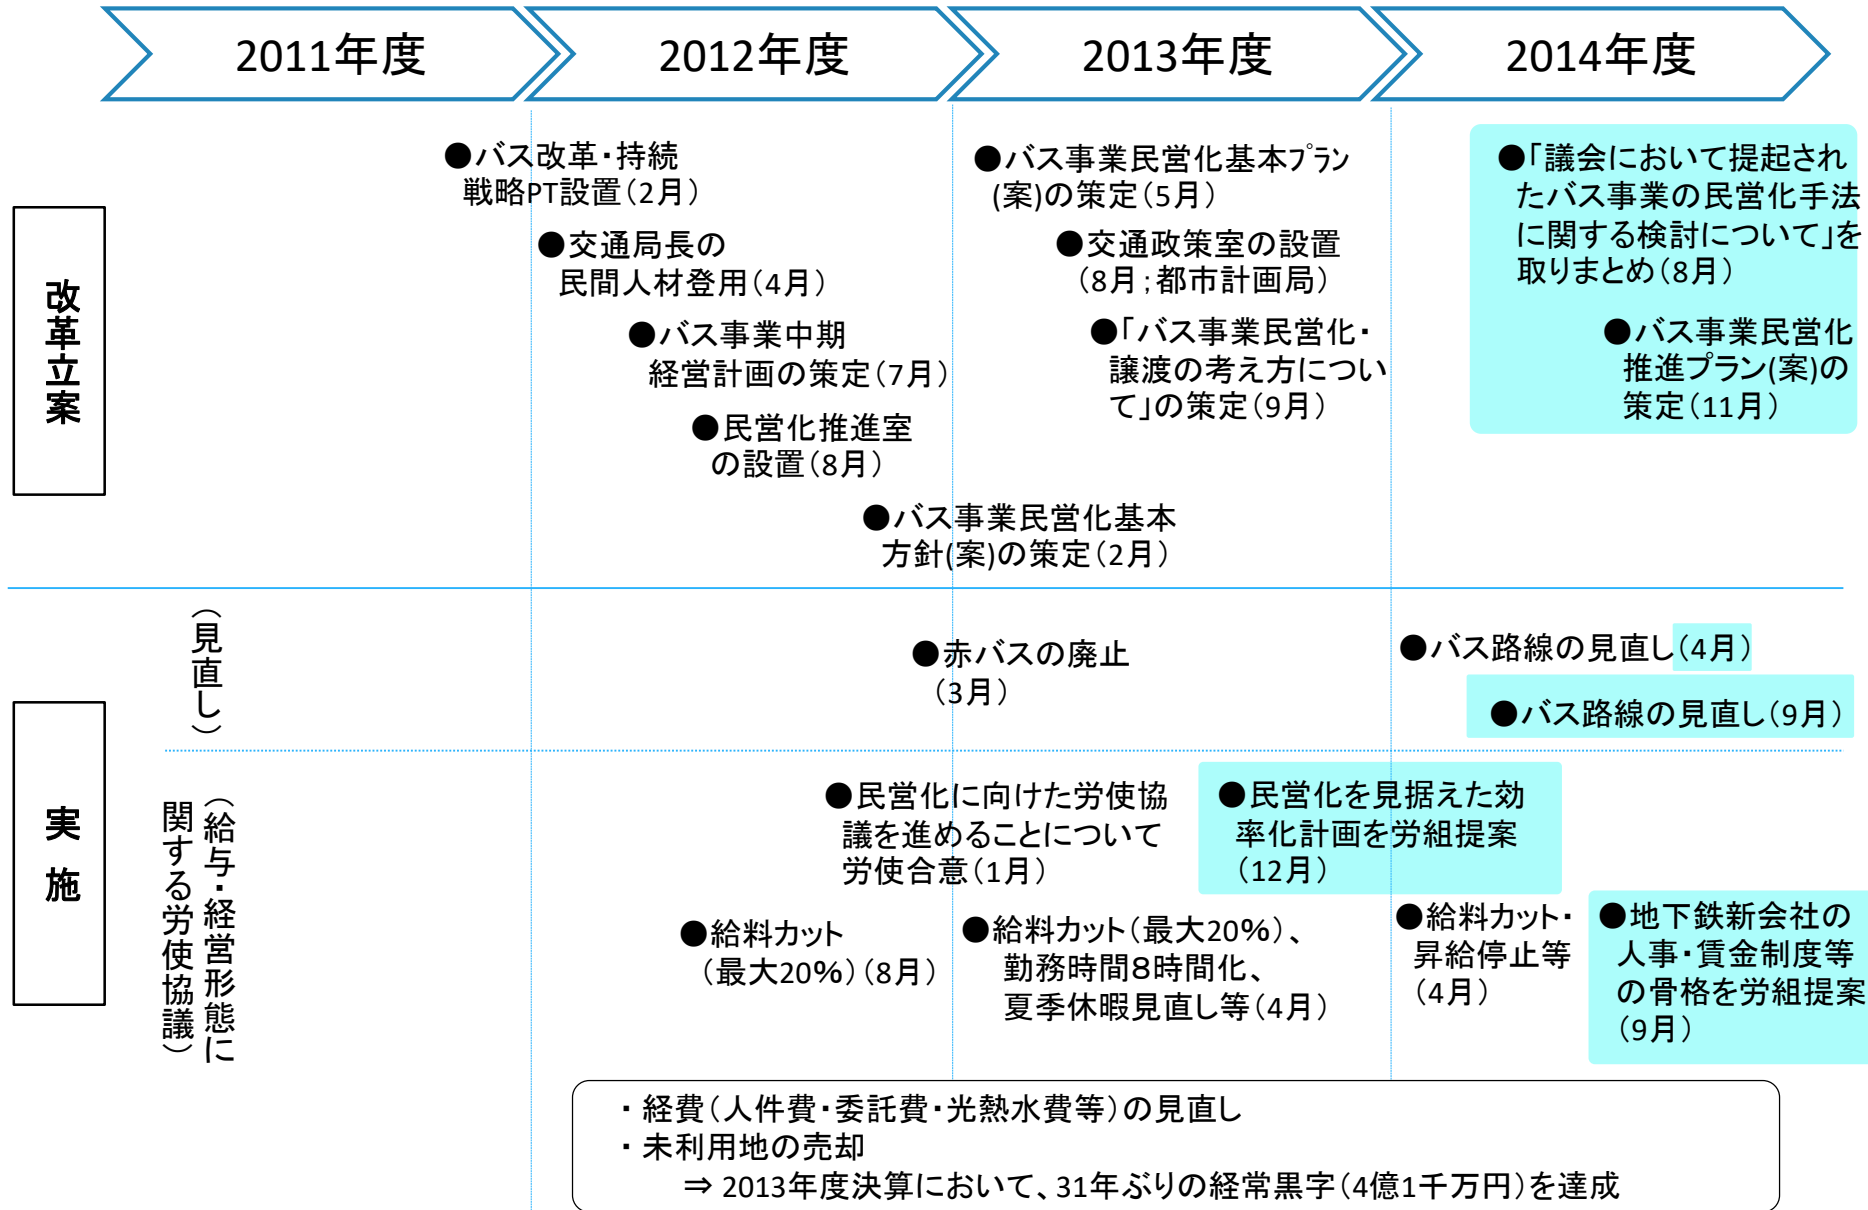 2011年度
2012年度
2013年度
2014年度
改革立案
●バス改革・持続
戦略PT設置(2月)
●交通局長の
民間人材登用(4月)
●バス事業中期
経営計画の策定(7月)
●民営化推進室
の設置(8月)
●バス事業民営化基本
方針(案)の策定(2月)
●バス事業民営化基本プラン
(案)の策定(5月)
●交通政策室の設置
(8月;都市計画局)
●「バス事業民営化・
譲渡の考え方につい
て」の策定(9月)
●「議会において提起され
たバス事業の民営化手法
に関する検討について」を
取りまとめ(8月)
●バス事業民営化
推進プラン(案)の
策定(11月)
実施
(見直し)
●赤バスの廃止
(3月)
●バス路線の見直し(4月)
●バス路線の見直し(9月)
(給与・経営形態に
関する労使協議)
●民営化に向けた労使協
議を進めることについて
労使合意(1月)
●民営化を見据えた効
率化計画を労組提案
(12月)
●給料カット
(最大20%)(8月)
●給料カット(最大20%)、
勤務時間8時間化、
夏季休暇見直し等(4月)
●給料カット・
昇給停止等
(4月)
●地下鉄新会社の
人事・賃金制度等
の骨格を労組提案
(9月)
・経費(人件費・委託費・光熱水費等)の見直し
・未利用地の売却
⇒ 2013年度決算において、31年ぶりの経常黒字(4億1千万円)を達成